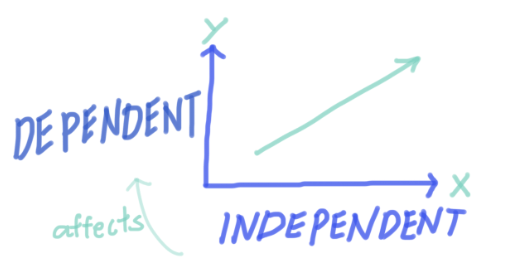 Y
DEPENDENT
X
affects
INDEPENDENT